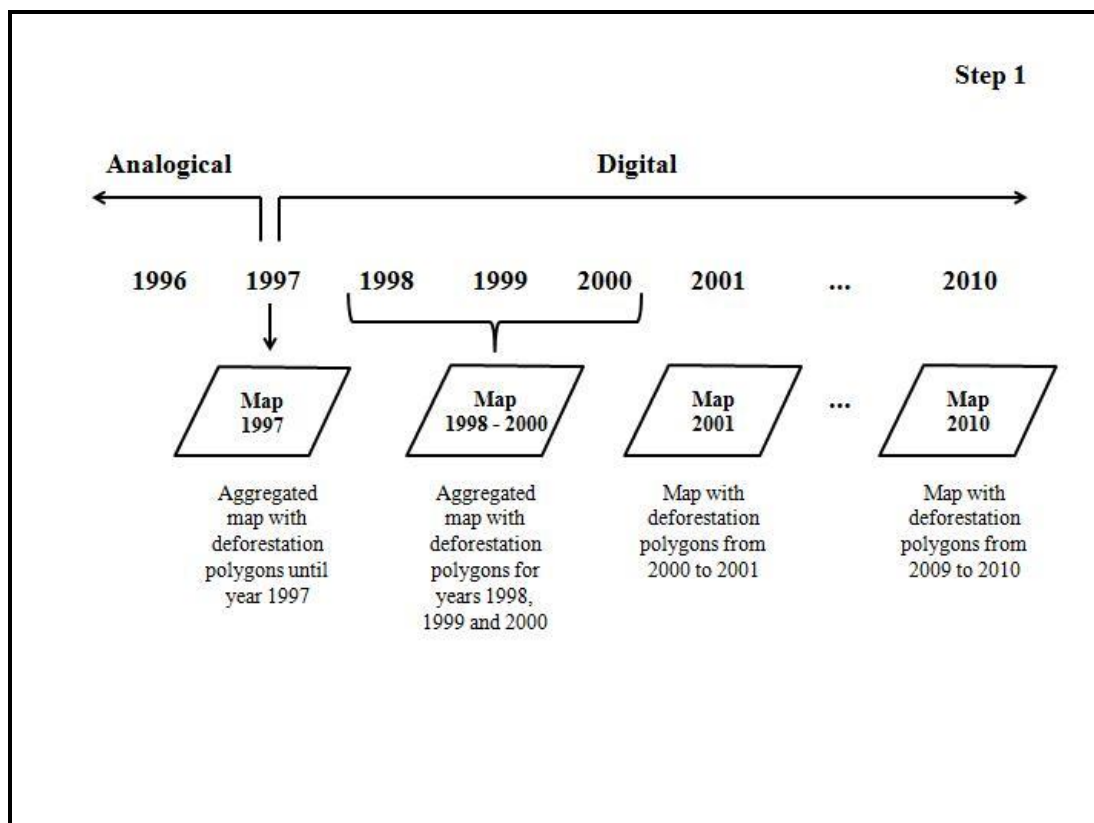 Step 1
Analogical Digital
1996 1997 1998 1999 2000 2001 ... 2010
Map
1997
Map
1998 - 2000
Map
2001
...
Map
2010
Aggregated
map with
deforestation
polygons until
year 1997
Aggregated
map with
deforestation
polygons for
years 1998,
1999 and 2000
Map with
deforestation
polygons from
2000 to 2001
Map with
deforestation
polygons from
2009 to 2010